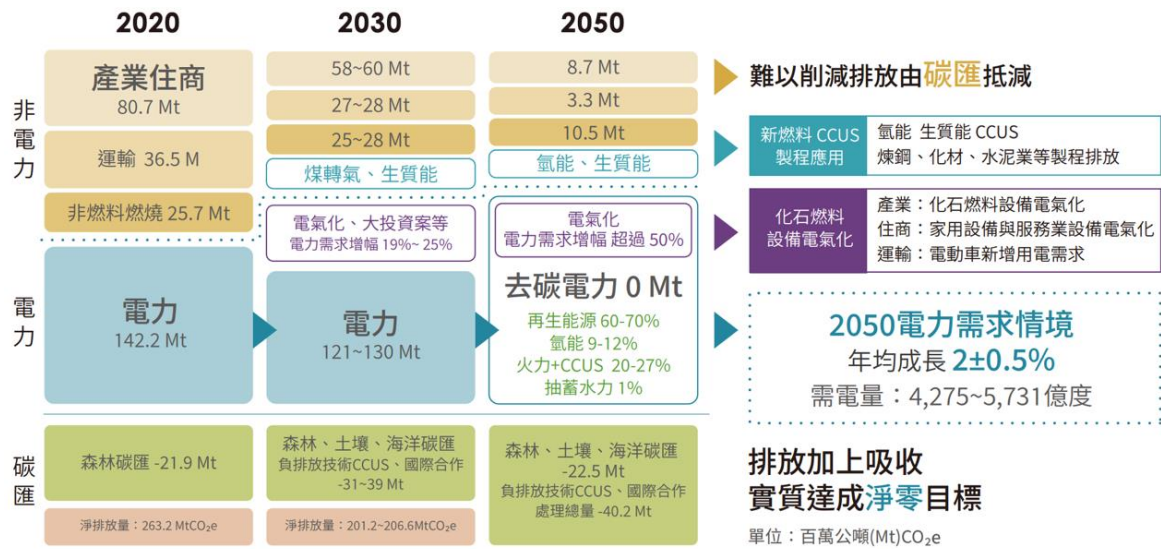 2020
2030
2050
非電力
產業住商
80.7 Mt
運輸 36.5 M
非燃料燃燒 25.7 Mt
58~60 Mt
27~28 Mt
25~28 Mt
煤轉氣、生質能
電氣化、大投資案等
電力需求增幅 19%~ 25%
8.7 Mt
3.3 Mt
10.5 Mt
氫能、生質能
電氣化
電力需求增幅 超過 50%
難以削減排放由碳匯抵減
新燃料 CCUS
製程應用
氫能 生質能 CCUS
煉鋼、化材、水泥業等製程排放
化石燃料
設備電氣化
產業：化石燃料設備電氣化
住商：家用設備與服務業設備電氣化
運輸：電動車新增用電需求
電力
電力
142.2 Mt
電力
121~130 Mt
去碳電力 0 Mt
再生能源 60-70%
氫能 9-12%
火力+CCUS 20-27%
抽蓄水力 1%
2050電力需求情境
年均成長 2±0.5%
需電量：4,275~5,731億度
碳匯
森林碳匯 -21.9 Mt
淨排放量：263.2 MtCO₂e
森林、土壤、海洋碳匯
負排放技術CCUS、國際合作
-31~39 Mt
淨排放量：201.2~206.6MtCO₂e
森林、土壤、海洋碳匯
-22.5 Mt
負排放技術CCUS、國際合作
處理總量 -40.2 Mt
排放加上吸收
實質達成淨零目標
單位：百萬公噸(Mt)CO₂e